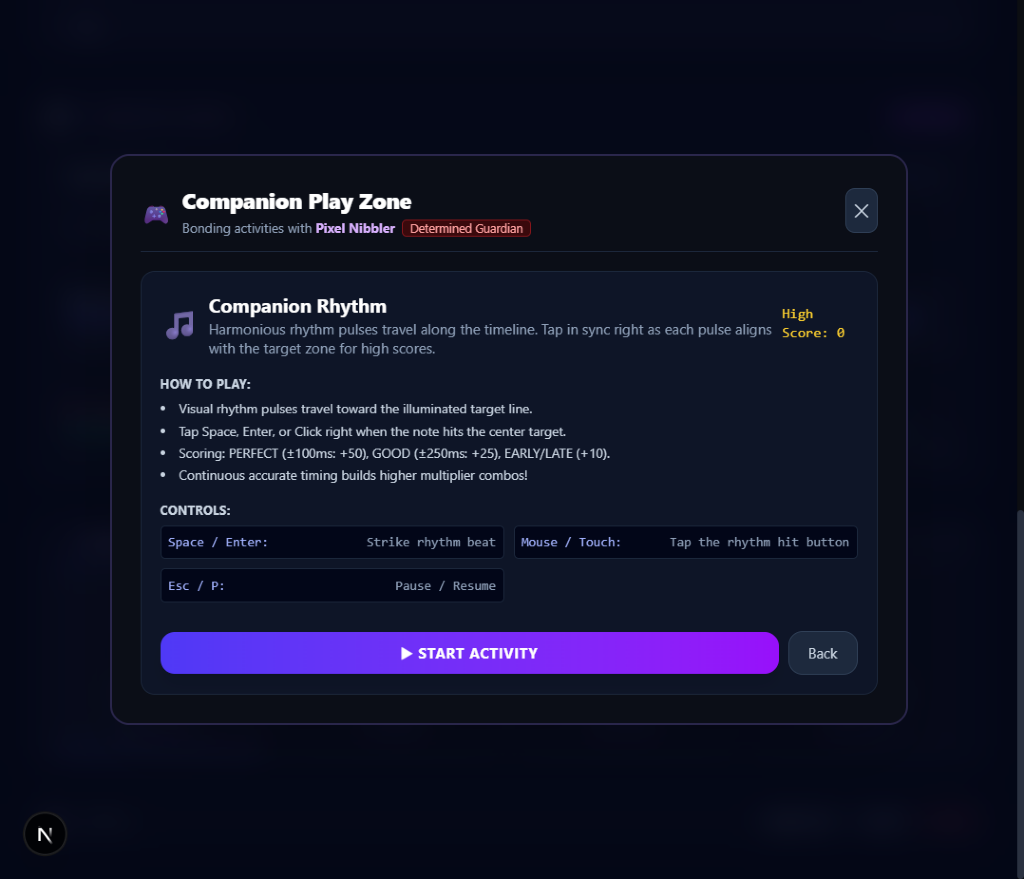 Companion Play Zone
Bonding activities with Pixel Nibbler Determined Guardian
Companion Rhythm
Harmonious rhythm pulses travel along the timeline. Tap in sync right as each pulse aligns
with the target zone for high scores.
High
Score: 0
HOW TO PLAY:
• Visual rhythm pulses travel toward the illuminated target line.
• Tap Space, Enter, or Click right when the note hits the center target.
• Scoring: PERFECT (±100ms: +50), GOOD (±250ms: +25), EARLY/LATE (+10).
• Continuous accurate timing builds higher multiplier combos!
CONTROLS:
Space / Enter: Strike rhythm beat
Mouse / Touch: Tap the rhythm hit button
Esc / P: Pause / Resume
▶ START ACTIVITY
Back
N